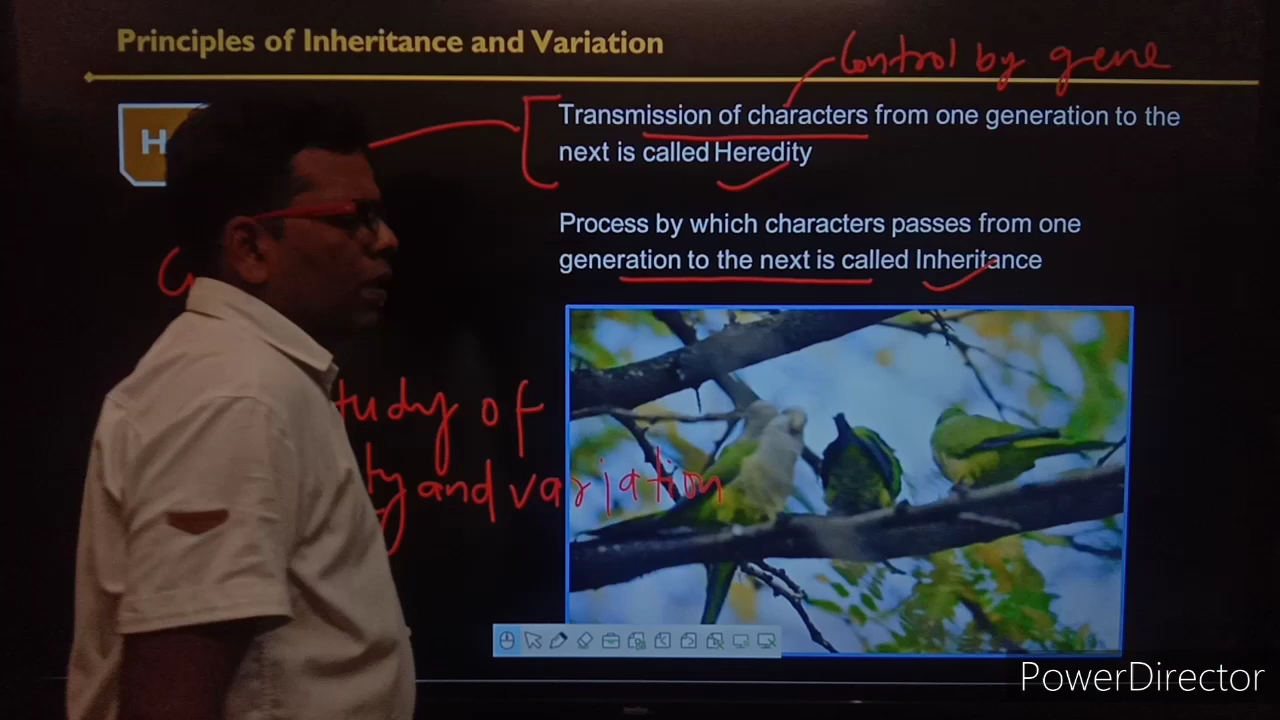 Principles of Inheritance and Variation
Control by gene
H
Transmission of characters from one generation to the
next is called Heredity
Process by which characters passes from one
generation to the next is called Inheritance
tudy of
ty and variation
PowerDirector